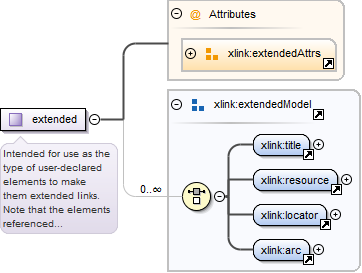 Attributes
xlink:extendedAttrs
extended
xlink:extendedModel
Intended for use as the
type of user-declared
elements to make
them extended links.
Note that the elements
referenced...
0..∞
xlink:title
xlink:resource
xlink:locator
xlink:arc